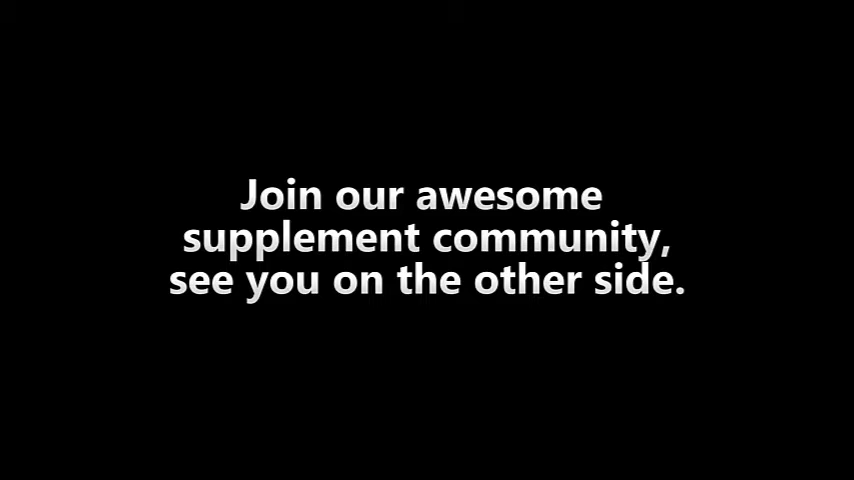 Join our awesome
supplement community,
see you on the other side.